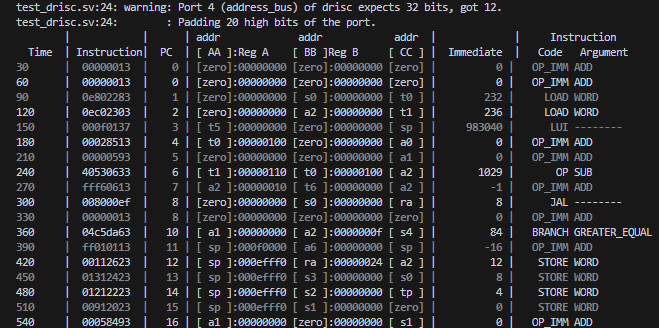 test_drisc.sv:24: warning: Port 4 (address_bus) of drisc expects 32 bits, got 12.
test_drisc.sv:24:        : Padding 20 high bits of the port.
|            |      | addr            addr            addr   |            |         Instruction
Time   | Instruction|  PC  | [ AA ]:Reg A    [ BB ]Reg B     [ CC ] | Immediate  |      Code  Argument
30     |  00000013  |   0  | [zero]:00000000 [zero]:00000000 [zero] |          0 |    OP_IMM ADD
60     |  00000013  |   0  | [zero]:00000000 [zero]:00000000 [zero] |          0 |    OP_IMM ADD
90     |  0e802283  |   1  | [zero]:00000000 [ s0 ]:00000000 [ t0 ] |        232 |      LOAD WORD
120    |  0ec02303  |   2  | [zero]:00000000 [ a2 ]:00000000 [ t1 ] |        236 |      LOAD WORD
150    |  000f0137  |   3  | [ t5 ]:00000000 [zero]:00000000 [ sp ] |     983040 |       LUI --------
180    |  00028513  |   4  | [ t0 ]:00000100 [zero]:00000000 [ a0 ] |          0 |    OP_IMM ADD
210    |  00000593  |   5  | [zero]:00000000 [zero]:00000000 [ a1 ] |          0 |    OP_IMM ADD
240    |  40530633  |   6  | [ t1 ]:00000110 [ t0 ]:00000100 [ a2 ] |       1029 |        OP SUB
270    |  fff60613  |   7  | [ a2 ]:00000010 [ t6 ]:00000000 [ a2 ] |         -1 |    OP_IMM ADD
300    |  008000ef  |   8  | [zero]:00000000 [ s0 ]:00000000 [ ra ] |          8 |       JAL --------
330    |  00000013  |   8  | [zero]:00000000 [zero]:00000000 [zero] |          0 |    OP_IMM ADD
360    |  04c5da63  |  10  | [ a1 ]:00000000 [ a2 ]:0000000f [ s4 ] |         84 |    BRANCH GREATER_EQUAL
390    |  ff010113  |  11  | [ sp ]:000f0000 [ a6 ]:00000000 [ sp ] |        -16 |    OP_IMM ADD
420    |  00112623  |  12  | [ sp ]:000efff0 [ ra ]:00000024 [ a2 ] |         12 |     STORE WORD
450    |  01312423  |  13  | [ sp ]:000efff0 [ s3 ]:00000000 [ s0 ] |          8 |     STORE WORD
480    |  01212223  |  14  | [ sp ]:000efff0 [ s2 ]:00000000 [ tp ] |          4 |     STORE WORD
510    |  00912023  |  15  | [ sp ]:000efff0 [ s1 ]:00000000 [zero] |          0 |     STORE WORD
540    |  00058493  |  16  | [ a1 ]:00000000 [zero]:00000000 [ s1 ] |          0 |    OP_IMM ADD